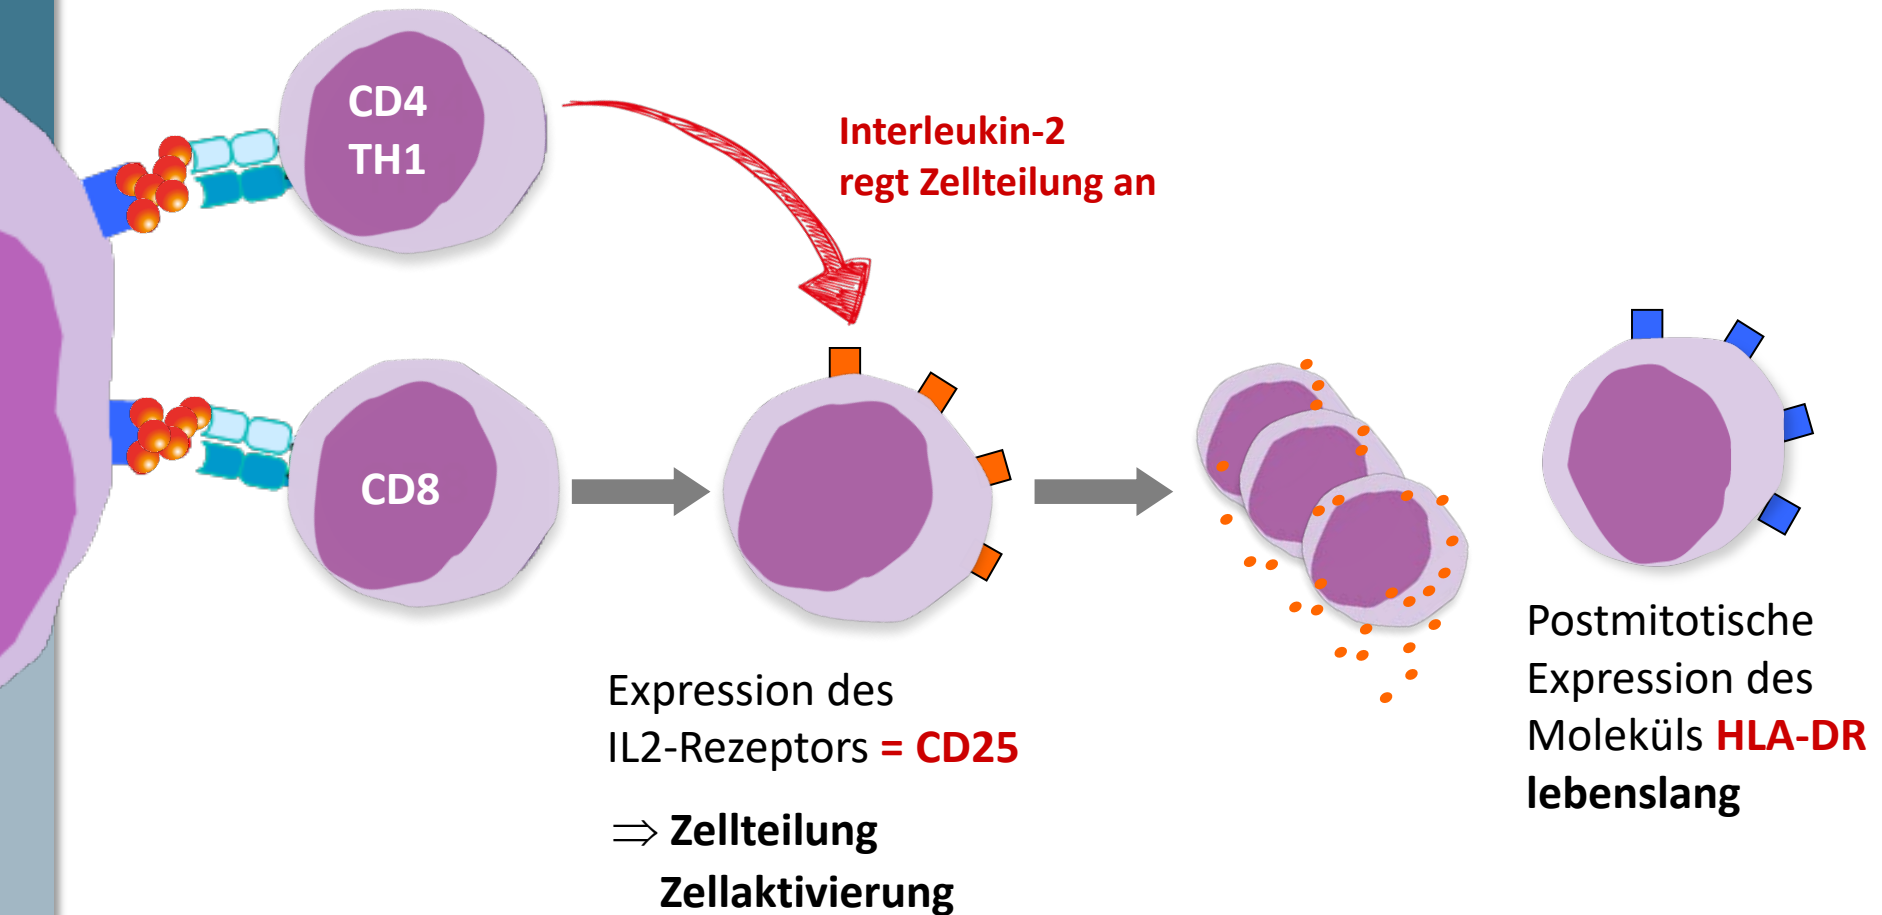 CD4
TH1
Interleukin-2
regt Zellteilung an
CD8
Expression des
IL2-Rezeptors = CD25
⇒ Zellteilung
Zellaktivierung
Postmitotische
Expression des
Moleküls HLA-DR
lebenslang